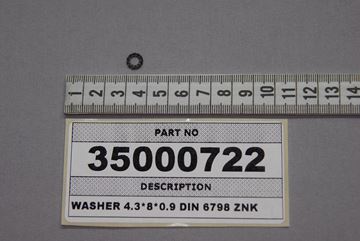 1 2 3 4 5 6 7 8 9 10 11 12 13 14
PART NO
35000722
DESCRIPTION
WASHER 4.3*8*0.9 DIN 6798 ZNK